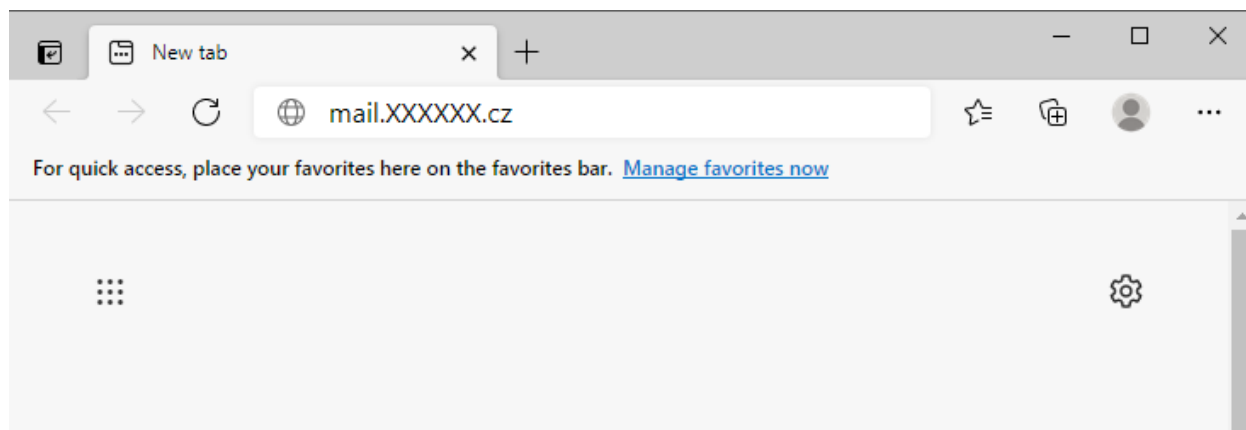 New tab
mail.XXXXXX.cz
For quick access, place your favorites here on the favorites bar. Manage favorites now